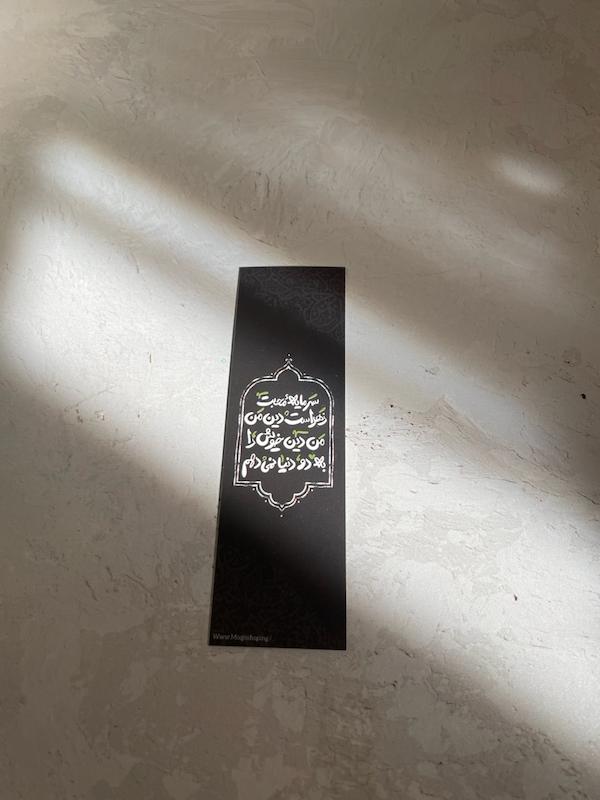 سرمایه محبت
زهراست دین من
من دین خویش را
به دو دنیا نمی دهم